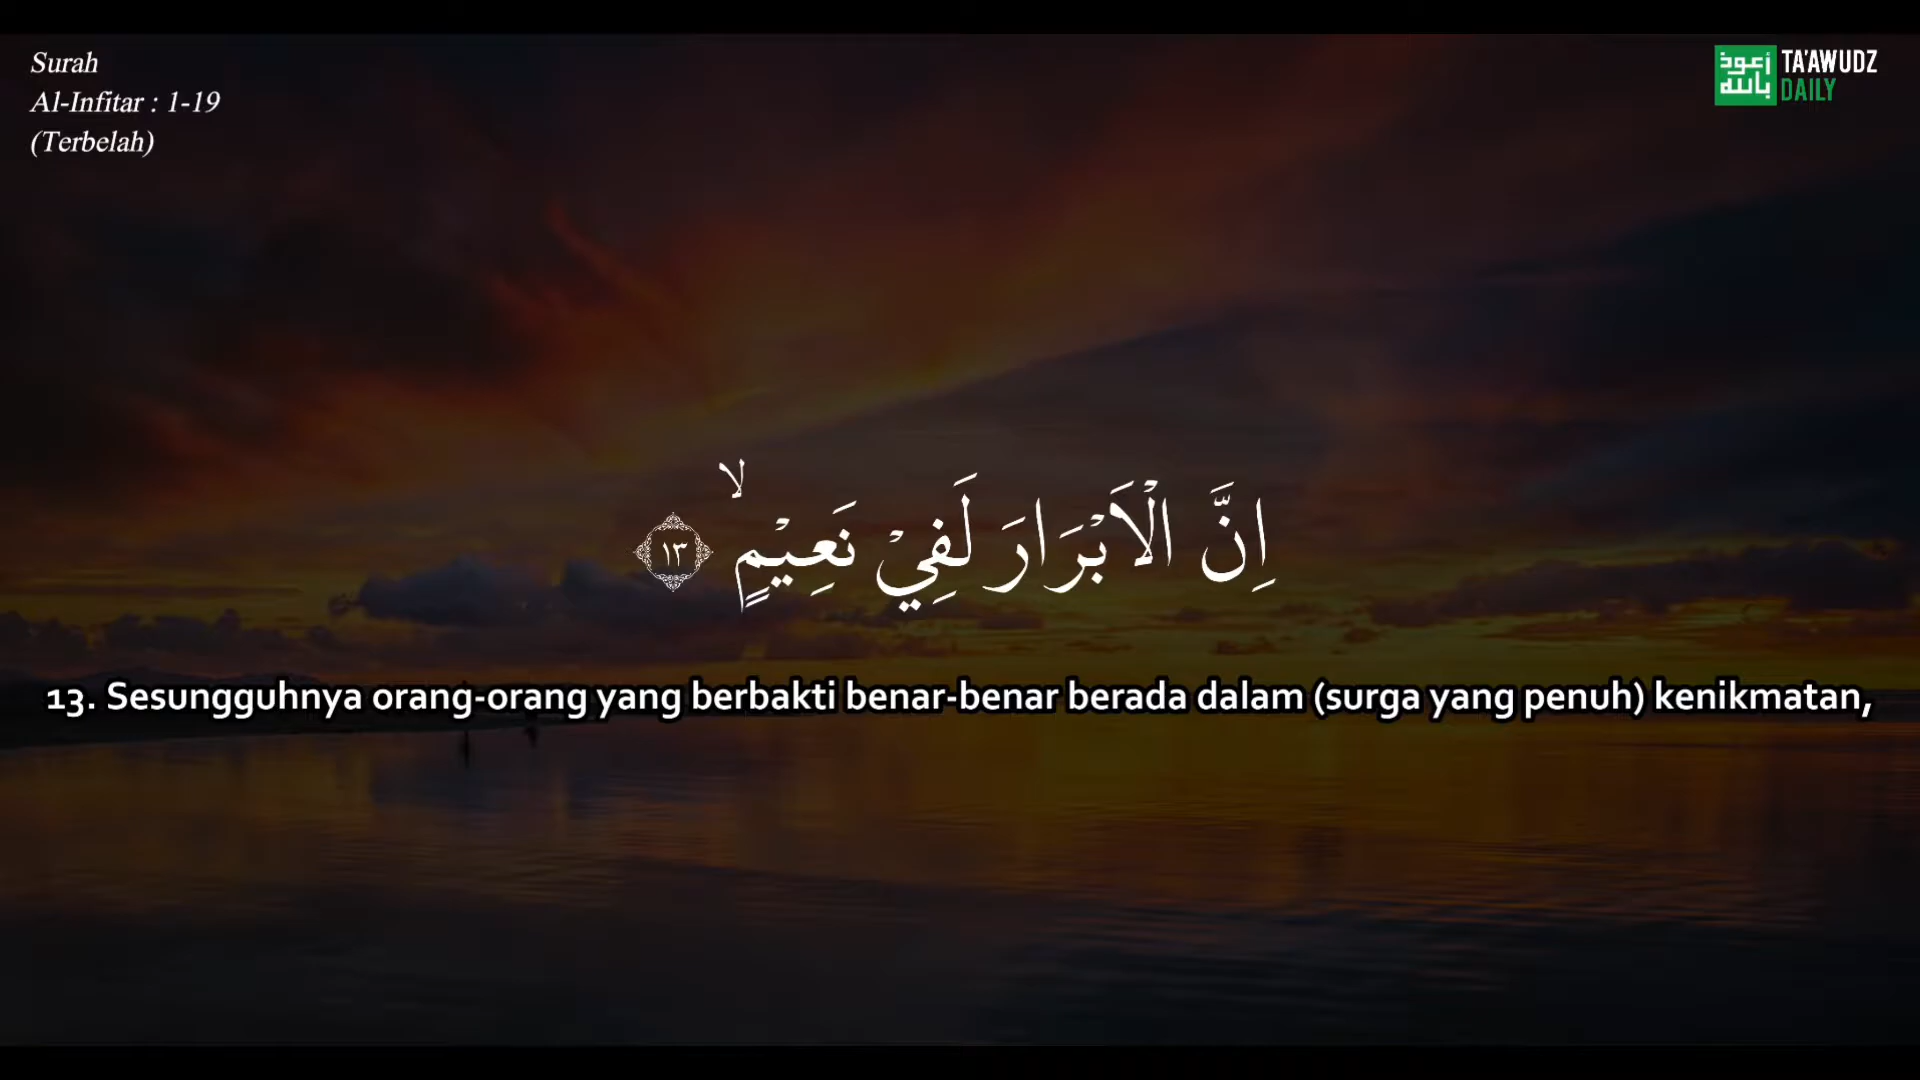 Surah
Al-Infitar : 1-19
(Terbelah)
أعوذ
بالله
TA'AWUDZ
DAILY
اِنَّ الْاَبْرَارَ لَفِيْ نَعِيْمٍۙ ١٣
13. Sesungguhnya orang-orang yang berbakti benar-benar berada dalam (surga yang penuh) kenikmatan,